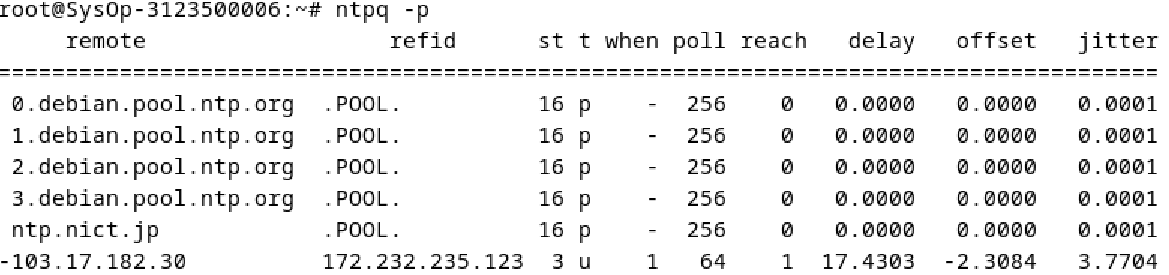 root@SysOp-3123500006:~# ntpq -p
     remote                    refid       st t when poll reach   delay   offset   jitter
===============================================================================================
 0.debian.pool.ntp.org  .POOL.          16 p    -  256    0   0.0000   0.0000   0.0001
 1.debian.pool.ntp.org  .POOL.          16 p    -  256    0   0.0000   0.0000   0.0001
 2.debian.pool.ntp.org  .POOL.          16 p    -  256    0   0.0000   0.0000   0.0001
 3.debian.pool.ntp.org  .POOL.          16 p    -  256    0   0.0000   0.0000   0.0001
 ntp.nict.jp            .POOL.          16 p    -  256    0   0.0000   0.0000   0.0001
-103.17.182.30          172.232.235.123  3 u    1   64    1  17.4303  -2.3084   3.7704